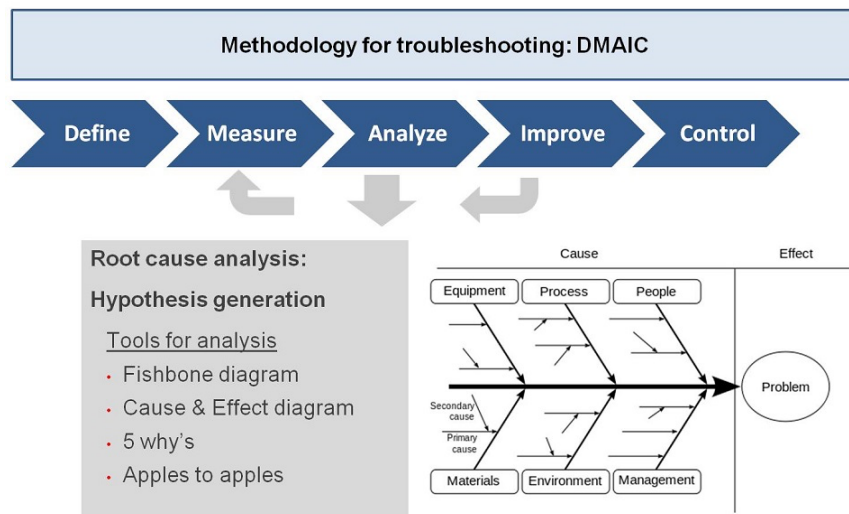 Methodology for troubleshooting: DMAIC
Define
Measure
Analyze
Improve
Control
Root cause analysis:
Hypothesis generation
Tools for analysis
• Fishbone diagram
• Cause & Effect diagram
• 5 why's
• Apples to apples
Cause
Effect
Equipment
Process
People
Problem
Secondary
cause
Primary
cause
Materials
Environment
Management